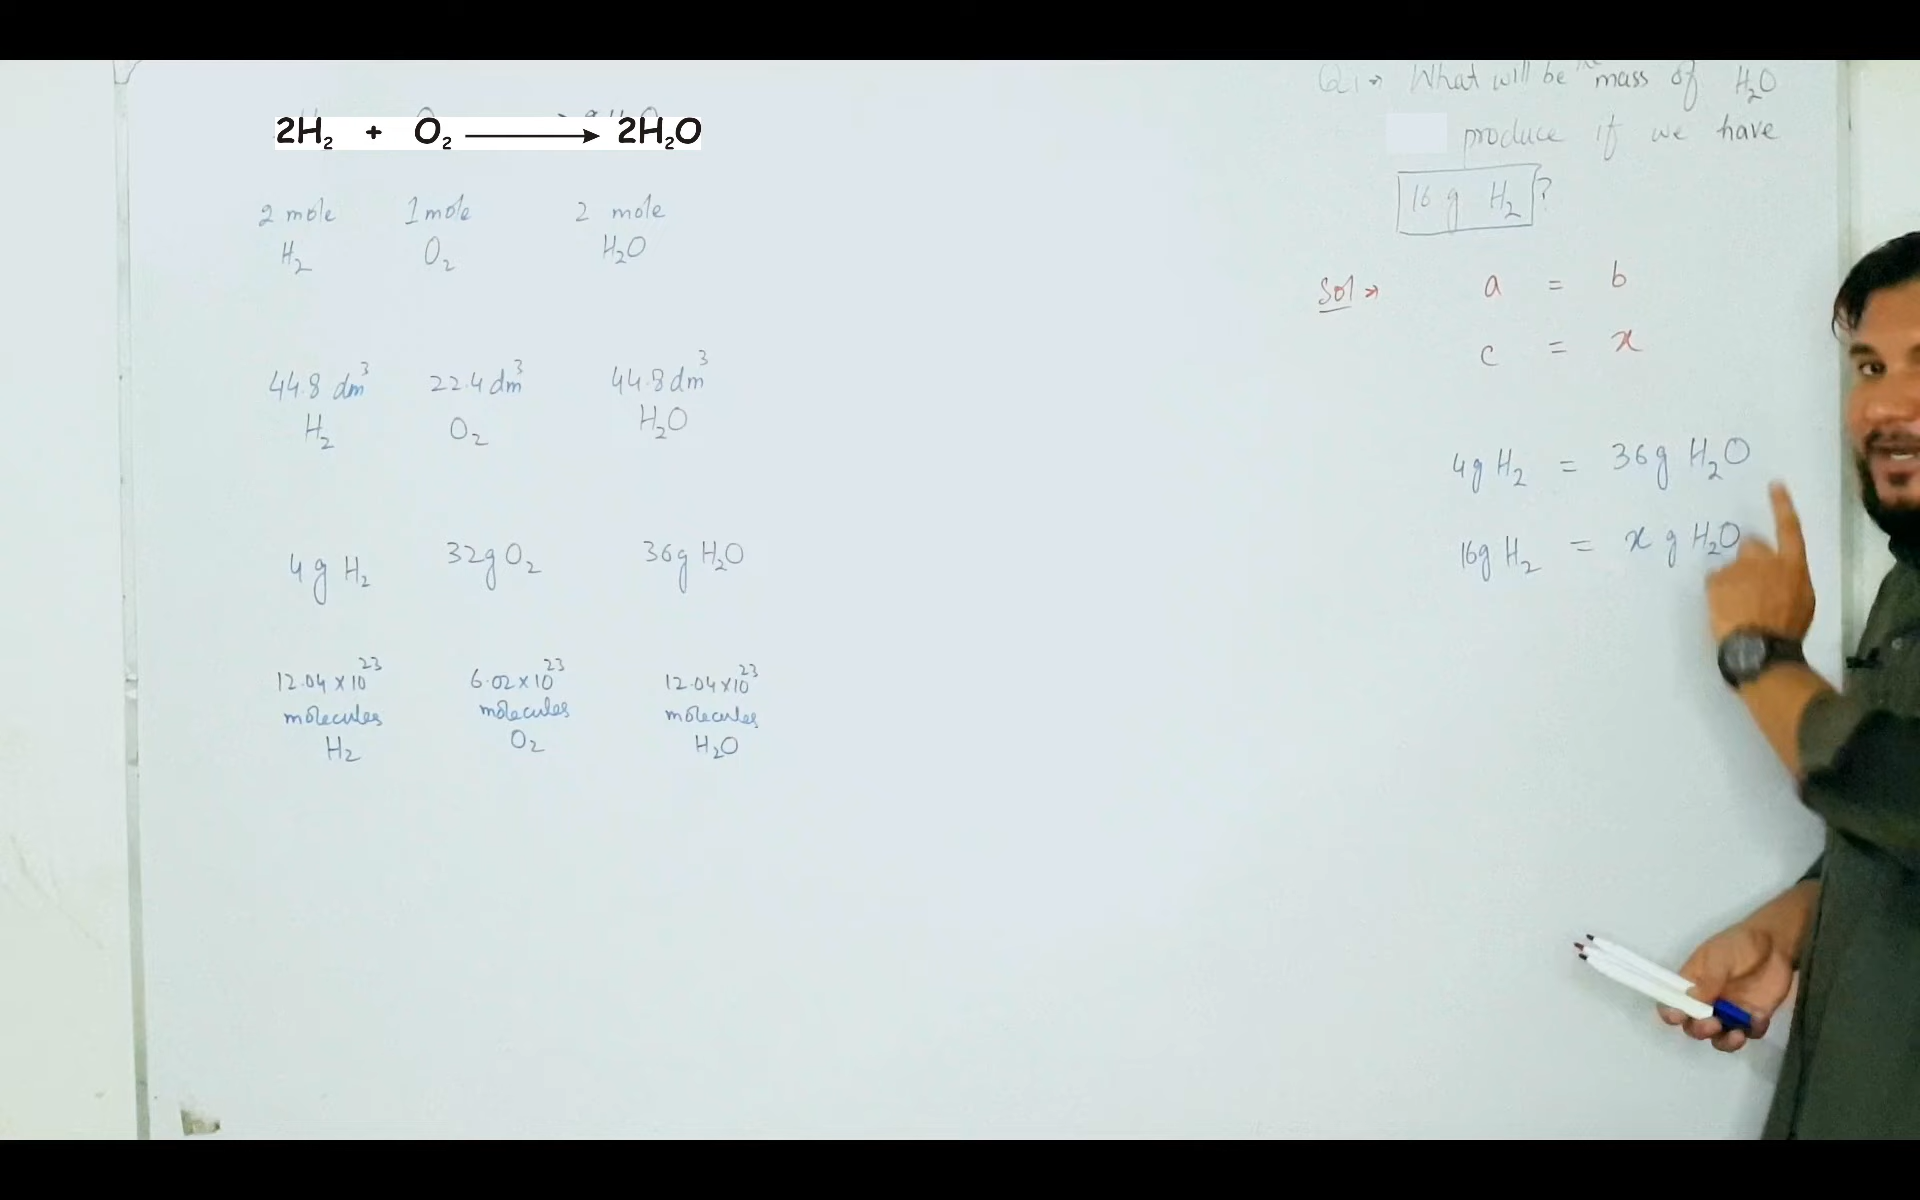 2H₂ + O₂ ⟶ 2H₂O
2 mole 1 mole 2 mole
H₂ O₂ H₂O
44.8 dm³ 22.4 dm³ 44.8 dm³
H₂ O₂ H₂O
4 g H₂ 32g O₂ 36g H₂O
12.04 × 10²³ 6.02 × 10²³ 12.04 × 10²³
molecules molecules molecules
H₂ O₂ H₂O
Q1→ What will be the mass of H₂O
produce if we have
16 g H₂ ?
Sol→ a = b
c = x
4g H₂ = 36g H₂O
16g H₂ = x g H₂O